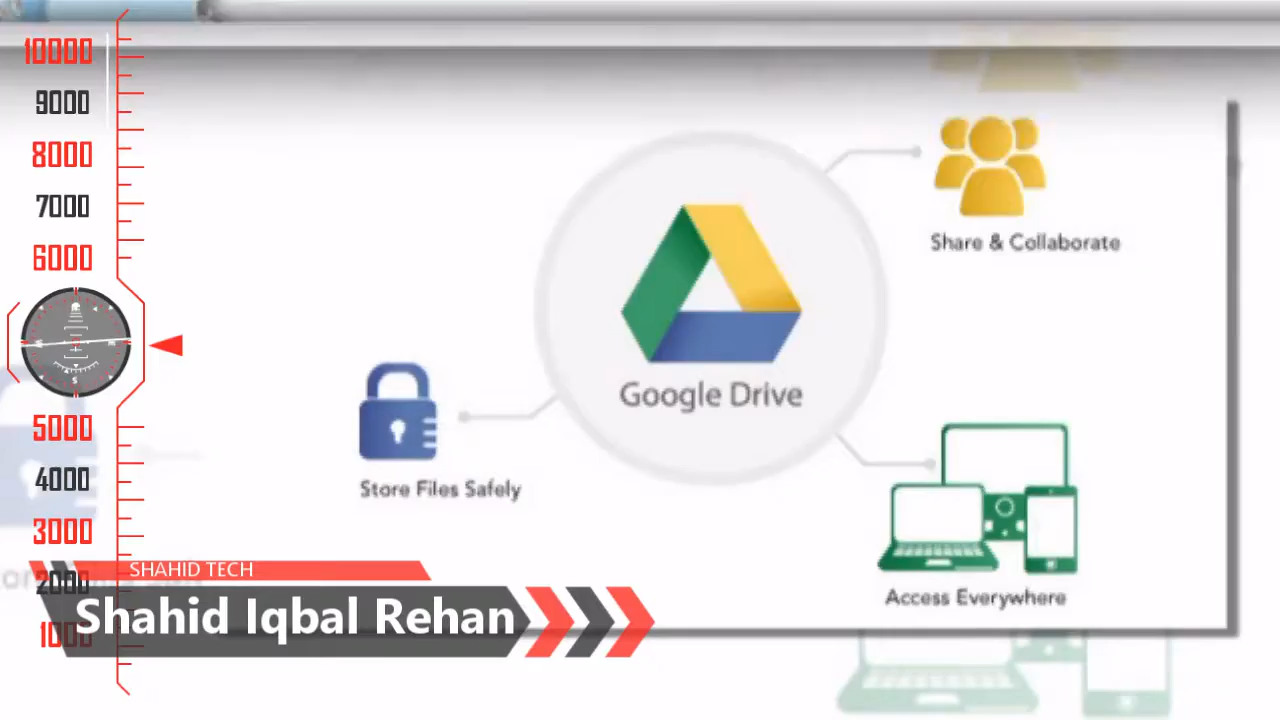 10000
9000
8000
7000
6000
5000
4000
3000
2000
1000
Share & Collaborate
Google Drive
Store Files Safely
Access Everywhere
SHAHID TECH
Shahid Iqbal Rehan